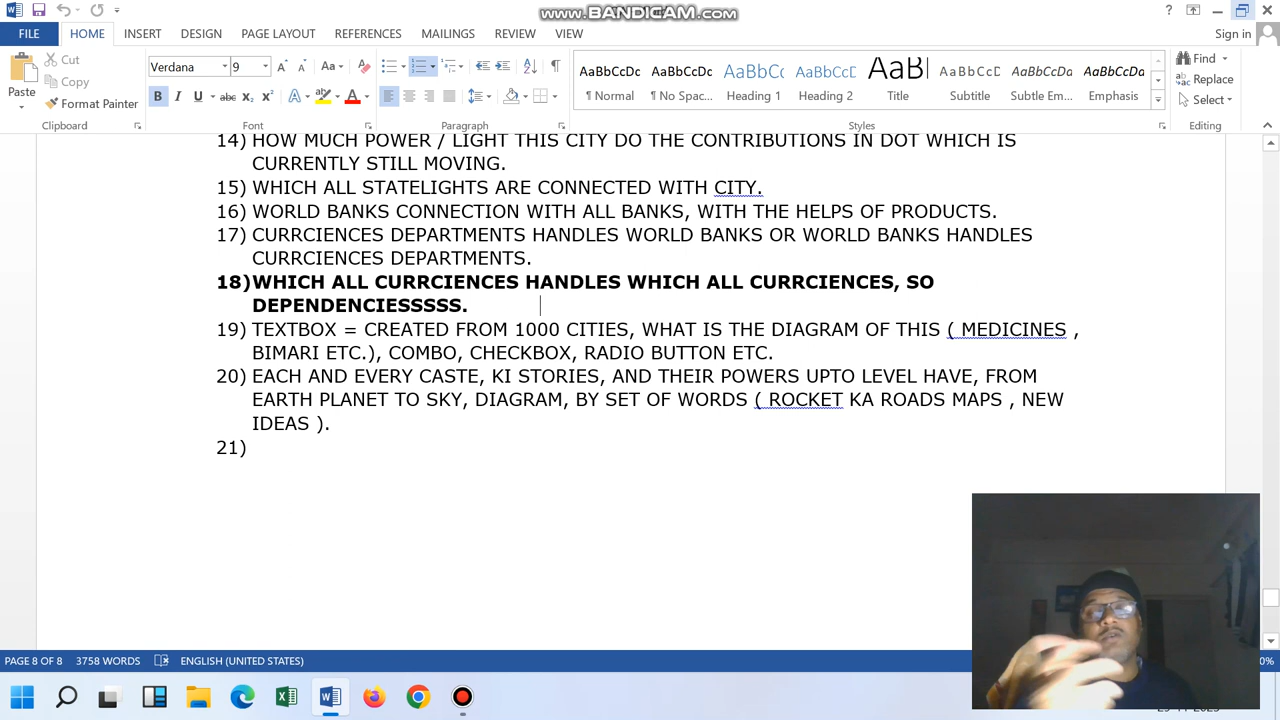 www.BANDICAM.com
Sign in
FILE HOME INSERT DESIGN PAGE LAYOUT REFERENCES MAILINGS REVIEW VIEW
Paste
Cut
Copy
Format Painter
Clipboard
Verdana 9
Font
Paragraph
AaBbCcDc AaBbCcDc AaBbCc AaBbCcD AaBl AaBbCcD AaBbCcDc AaBbCcDc
¶ Normal ¶ No Spac... Heading 1 Heading 2 Title Subtitle Subtle Em... Emphasis
Styles
Find
Replace
Select
Editing
14) HOW MUCH POWER / LIGHT THIS CITY DO THE CONTRIBUTIONS IN DOT WHICH IS
CURRENTLY STILL MOVING.
15) WHICH ALL STATELIGHTS ARE CONNECTED WITH CITY.
16) WORLD BANKS CONNECTION WITH ALL BANKS, WITH THE HELPS OF PRODUCTS.
17) CURRCIENCES DEPARTMENTS HANDLES WORLD BANKS OR WORLD BANKS HANDLES
CURRCIENCES DEPARTMENTS.
18) WHICH ALL CURRCIENCES HANDLES WHICH ALL CURRCIENCES, SO
DEPENDENCIESSSSS.
19) TEXTBOX = CREATED FROM 1000 CITIES, WHAT IS THE DIAGRAM OF THIS ( MEDICINES ,
BIMARI ETC.), COMBO, CHECKBOX, RADIO BUTTON ETC.
20) EACH AND EVERY CASTE, KI STORIES, AND THEIR POWERS UPTO LEVEL HAVE, FROM
EARTH PLANET TO SKY, DIAGRAM, BY SET OF WORDS ( ROCKET KA ROADS MAPS , NEW
IDEAS ).
21)
PAGE 8 OF 8 3758 WORDS ENGLISH (UNITED STATES)